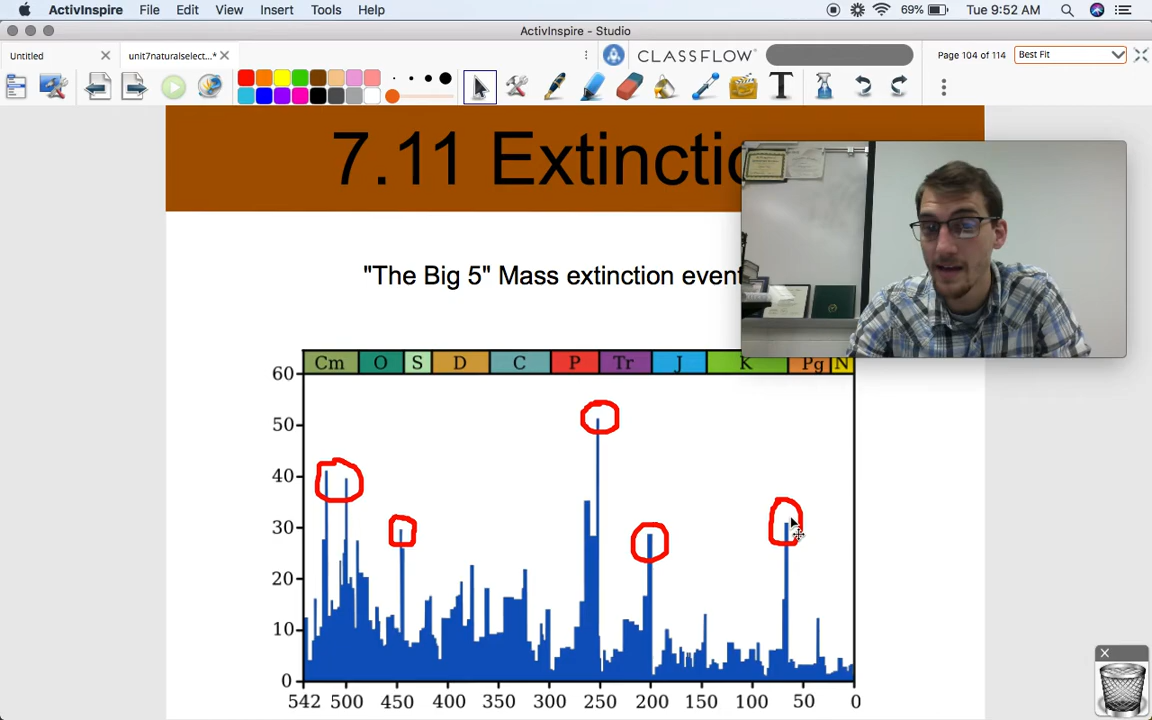 ActivInspire File Edit View Insert Tools Help 69% Tue 9:52 AM
ActivInspire - Studio
Untitled unit7naturalselect...* CLASSFLOW Page 104 of 114 Best Fit
7.11 Extinctio
"The Big 5" Mass extinction event
Cm O S D C P Tr J K Pg N
60
50
40
30
20
10
0
542 500 450 400 350 300 250 200 150 100 50 0